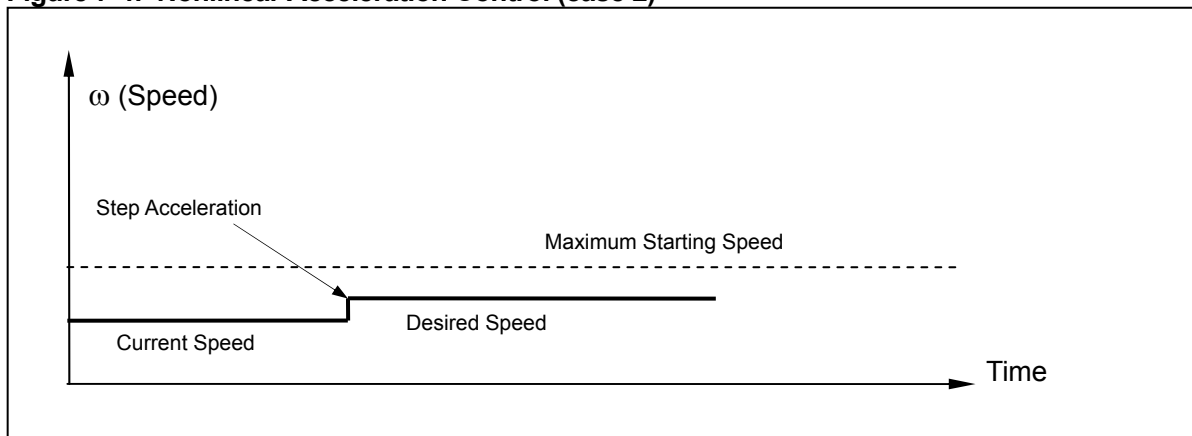 ω (Speed)
Step Acceleration
Maximum Starting Speed
Desired Speed
Current Speed
Time